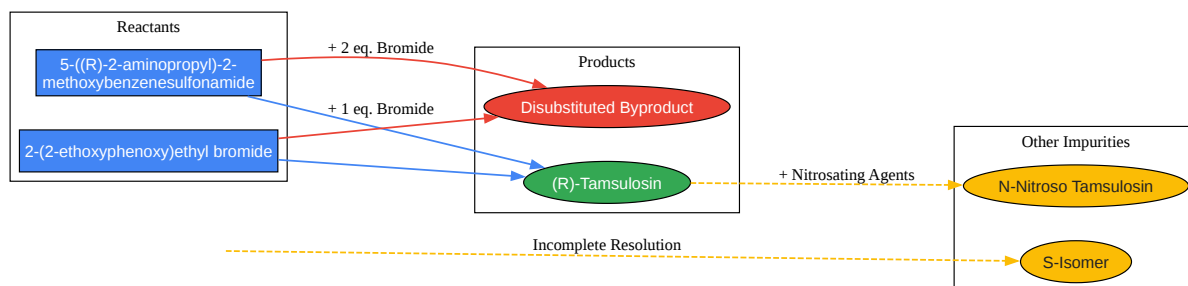 Reactants
5-((R)-2-aminopropyl)-2-
methoxybenzenesulfonamide
2-(2-ethoxyphenoxy)ethyl bromide
+ 2 eq. Bromide
+ 1 eq. Bromide
Products
Disubstituted Byproduct
(R)-Tamsulosin
+ Nitrosating Agents
Incomplete Resolution
Other Impurities
N-Nitroso Tamsulosin
S-Isomer